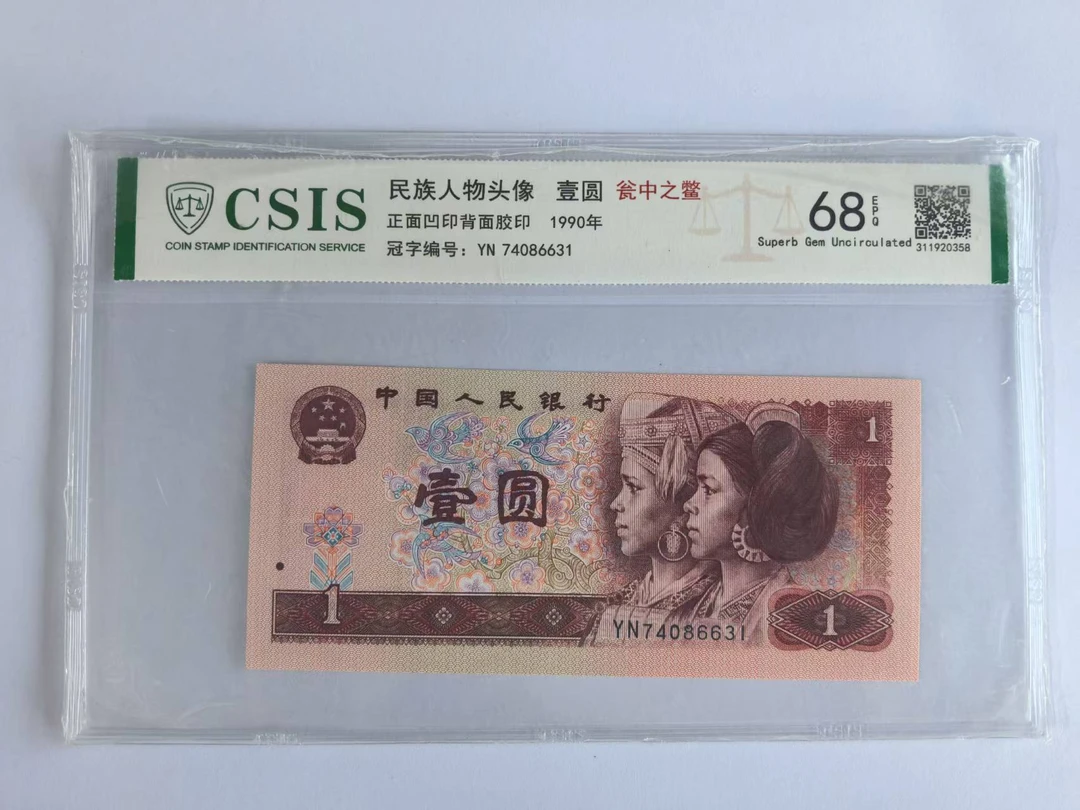 CSIS
COIN STAMP IDENTIFICATION SERVICE
民族人物头像 壹圆 瓮中之鳖
正面凹印背面胶印 1990年
冠字编号：YN 74086631
68 EPQ
Superb Gem Uncirculated
311920358
中国人民银行
1
壹圆
1
YN74086631
1